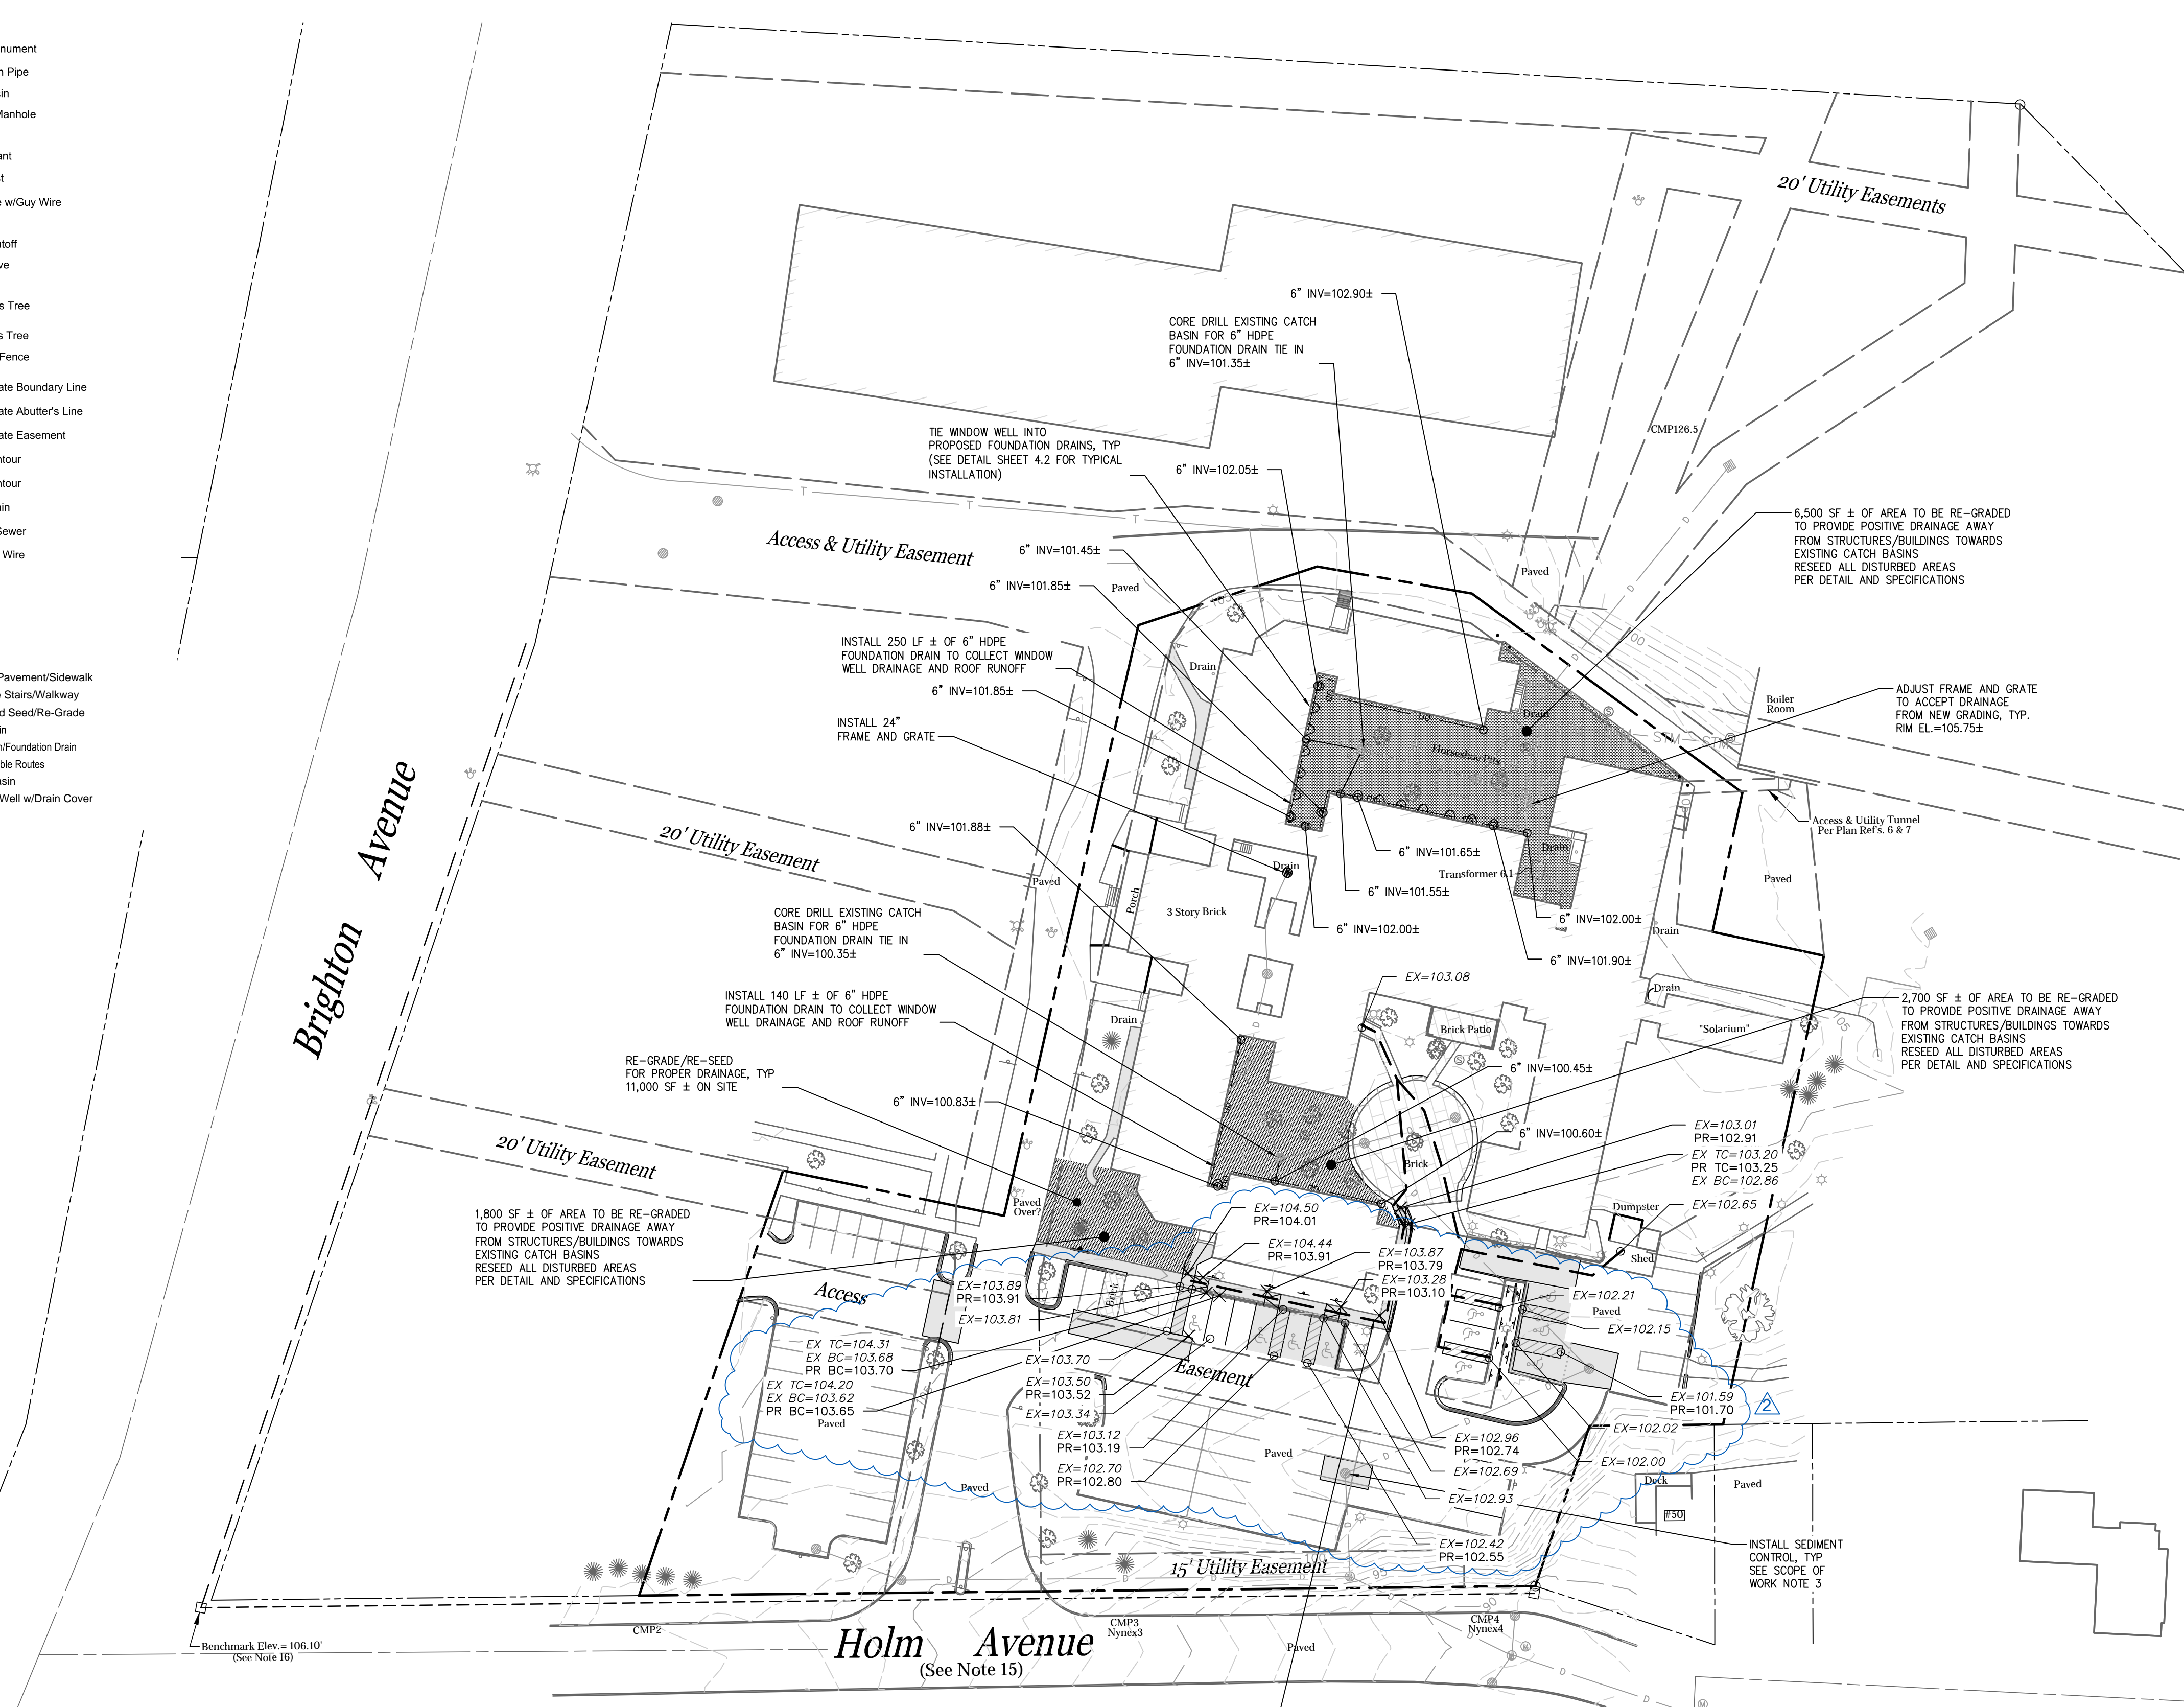 nument
n Pipe
in
Manhole
ant
t
e w/Guy Wire
utoff
ve
s Tree
s Tree
Fence
ate Boundary Line
ate Abutter's Line
ate Easement
ntour
ntour
in
Sewer
Wire
Pavement/Sidewalk
e Stairs/Walkway
d Seed/Re-Grade
in
n/Foundation Drain
ble Routes
asin
Well w/Drain Cover
20' Utility Easements
6" INV=102.90±
CORE DRILL EXISTING CATCH
BASIN FOR 6" HDPE
FOUNDATION DRAIN TIE IN
6" INV=101.35±
CMP126.5
TIE WINDOW WELL INTO
PROPOSED FOUNDATION DRAINS, TYP
(SEE DETAIL SHEET 4.2 FOR TYPICAL
INSTALLATION)
6" INV=102.05±
T
T
T
D
D
D
Access & Utility Easement
6" INV=101.45±
6" INV=101.85±
Paved
Paved
6,500 SF ± OF AREA TO BE RE-GRADED
TO PROVIDE POSITIVE DRAINAGE AWAY
FROM STRUCTURES/BUILDINGS TOWARDS
EXISTING CATCH BASINS
RESEED ALL DISTURBED AREAS
PER DETAIL AND SPECIFICATIONS
INSTALL 250 LF ± OF 6" HDPE
FOUNDATION DRAIN TO COLLECT WINDOW
WELL DRAINAGE AND ROOF RUNOFF
6" INV=101.85±
INSTALL 24"
FRAME AND GRATE
Drain
UD
UD
Drain
Horseshoe Pits
STM
STM
Boiler
Room
ADJUST FRAME AND GRATE
TO ACCEPT DRAINAGE
FROM NEW GRADING, TYP.
RIM EL.=105.75±
Access & Utility Tunnel
Per Plan Ref's. 6 & 7
Brighton Avenue
20' Utility Easement
6" INV=101.88±
Paved
Porch
3 Story Brick
Drain
6" INV=101.65±
Transformer 6.1
Drain
6" INV=101.55±
6" INV=102.00±
6" INV=102.00±
6" INV=101.90±
Paved
Drain
CORE DRILL EXISTING CATCH
BASIN FOR 6" HDPE
FOUNDATION DRAIN TIE IN
6" INV=100.35±
EX=103.08
Drain
INSTALL 140 LF ± OF 6" HDPE
FOUNDATION DRAIN TO COLLECT WINDOW
WELL DRAINAGE AND ROOF RUNOFF
Drain
Brick Patio
"Solarium"
105
2,700 SF ± OF AREA TO BE RE-GRADED
TO PROVIDE POSITIVE DRAINAGE AWAY
FROM STRUCTURES/BUILDINGS TOWARDS
EXISTING CATCH BASINS
RESEED ALL DISTURBED AREAS
PER DETAIL AND SPECIFICATIONS
RE-GRADE/RE-SEED
FOR PROPER DRAINAGE, TYP
11,000 SF ± ON SITE
6" INV=100.83±
6" INV=100.45±
6" INV=100.60±
Brick
UD
UD
20' Utility Easement
EX=103.01
PR=102.91
EX TC=103.20
PR TC=103.25
EX BC=102.86
EX=102.65
Dumpster
Shed
Paved
Over?
1,800 SF ± OF AREA TO BE RE-GRADED
TO PROVIDE POSITIVE DRAINAGE AWAY
FROM STRUCTURES/BUILDINGS TOWARDS
EXISTING CATCH BASINS
RESEED ALL DISTURBED AREAS
PER DETAIL AND SPECIFICATIONS
EX=104.50
PR=104.01
EX=104.44
PR=103.91
EX=103.87
PR=103.79
EX=103.28
PR=103.10
EX=103.89
PR=103.91
EX=103.81
Access
Brick
EX=102.21
Paved
EX=102.15
EX TC=104.31
EX BC=103.68
PR BC=103.70
EX TC=104.20
EX BC=103.62
PR BC=103.65
Paved
EX=103.70
EX=103.50
PR=103.52
EX=103.34
EX=103.12
PR=103.19
EX=102.70
PR=102.80
Easement
EX=101.59
PR=101.70
2
EX=102.02
EX=102.00
EX=102.96
PR=102.74
EX=102.69
EX=102.93
EX=102.42
PR=102.55
Paved
Paved
Deck
Paved
#50
INSTALL SEDIMENT
CONTROL, TYP
SEE SCOPE OF
WORK NOTE 3
15' Utility Easement
95
90
CMP2
CMP3
Nynex3
CMP4
Nynex4
Paved
Holm Avenue
(See Note 15)
Benchmark Elev.= 106.10'
(See Note 16)